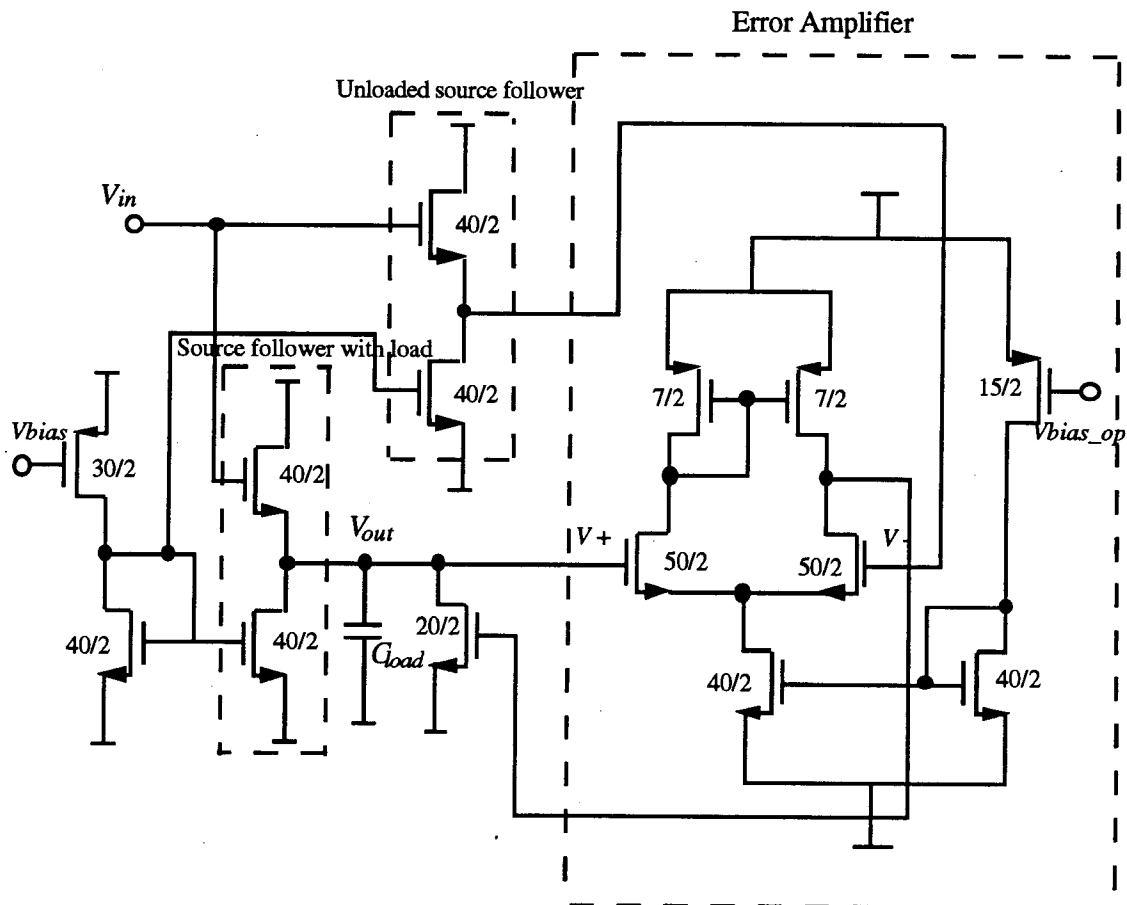 Error Amplifier
Unloaded source follower
Vin
40/2
Source follower with load
40/2
7/2
7/2
15/2
Vbias
30/2
Vbias_op
40/2
Vout
V +
V -
50/2
50/2
40/2
40/2
20/2
Cload
40/2
40/2